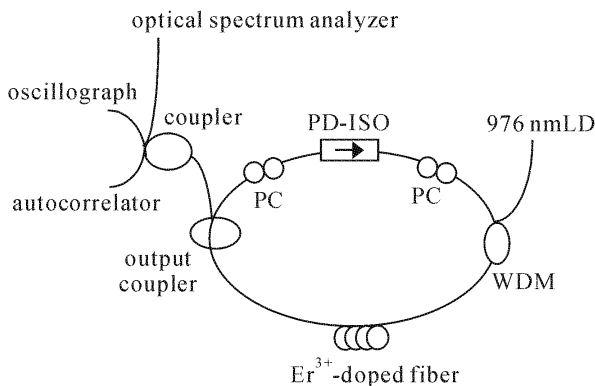 optical spectrum analyzer
oscillograph
coupler
PD-ISO
976 nmLD
autocorrelator
PC
PC
output
coupler
WDM
Er³⁺-doped fiber